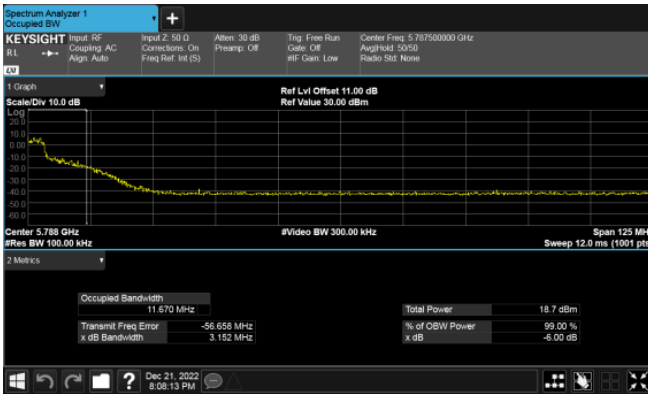 Spectrum Analyzer 1
Occupied BW
+
KEYSIGHT
RL
LXI
Input: RF
Coupling: AC
Align: Auto
Input Z: 50 Ω
Corrections: On
Freq Ref: Int (S)
Atten: 30 dB
Preamp: Off
Trig: Free Run
Gate: Off
#IF Gain: Low
Center Freq: 5.787500000 GHz
Avg|Hold: 50/50
Radio Std: None
1 Graph
Scale/Div 10.0 dB
Ref Lvl Offset 11.00 dB
Ref Value 30.00 dBm
Log
20.0
10.0
0.00
-10.0
-20.0
-30.0
-40.0
-50.0
-60.0
Center 5.788 GHz
#Video BW 300.00 kHz
Span 125 MH
#Res BW 100.00 kHz
Sweep 12.0 ms (1001 pts
2 Metrics
Occupied Bandwidth
11.670 MHz
Total Power 18.7 dBm
Transmit Freq Error -56.658 MHz
% of OBW Power 99.00 %
x dB Bandwidth 3.152 MHz
x dB -6.00 dB
?
Dec 21, 2022
8:08:13 PM